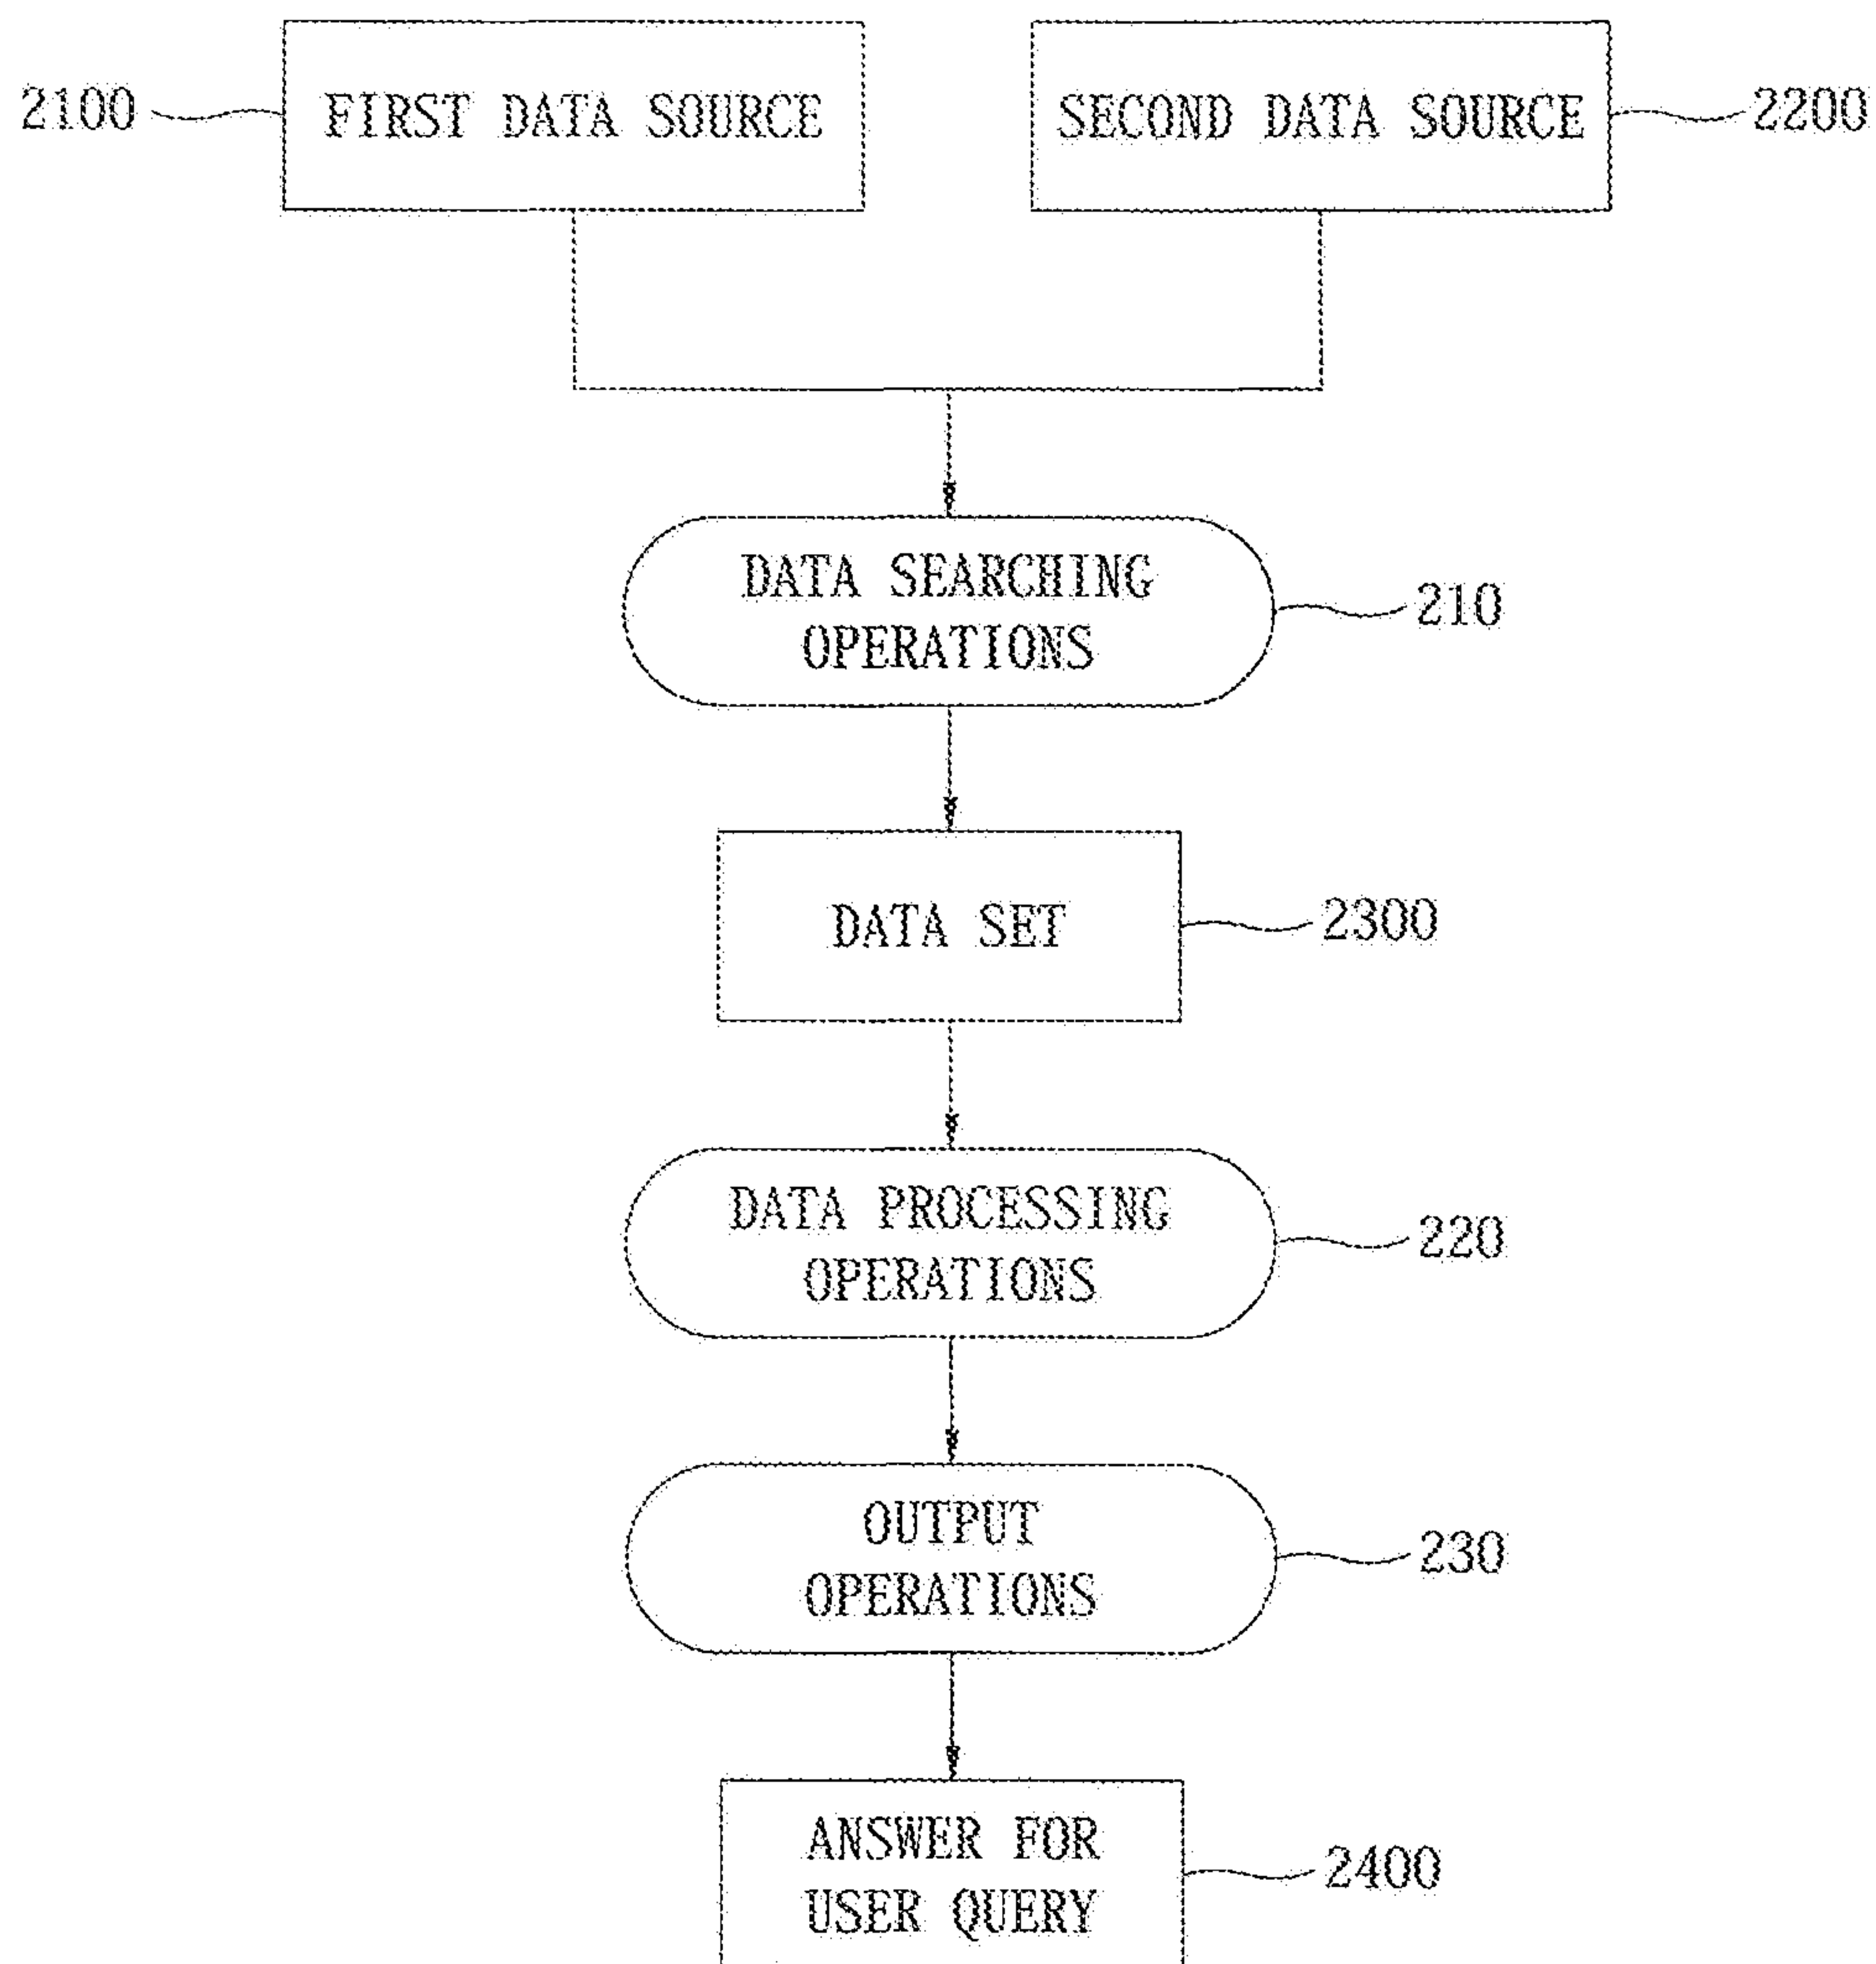 2100
FIRST DATA SOURCE
SECOND DATA SOURCE
2200
DATA SEARCHING
OPERATIONS
210
DATA SET
2300
DATA PROCESSING
OPERATIONS
220
OUTPUT
OPERATIONS
230
ANSWER FOR
USER QUERY
2400